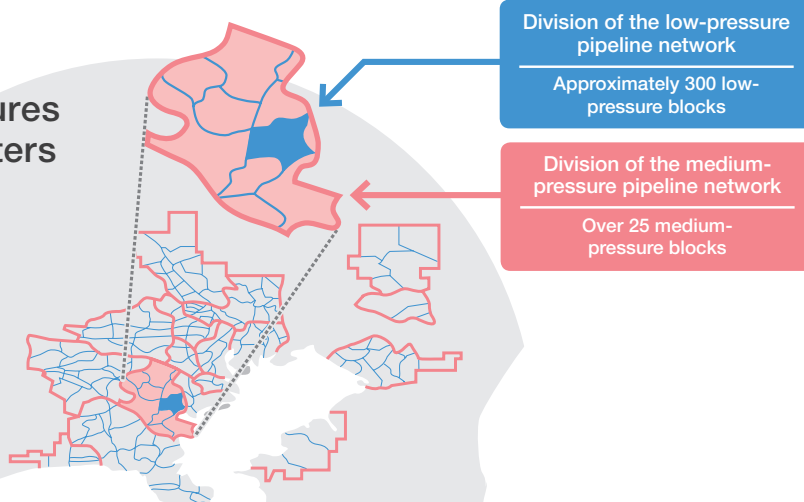 Division of the low-pressure
pipeline network
Approximately 300 low-
pressure blocks
ures
ters
Division of the medium-
pressure pipeline network
Over 25 medium-
pressure blocks